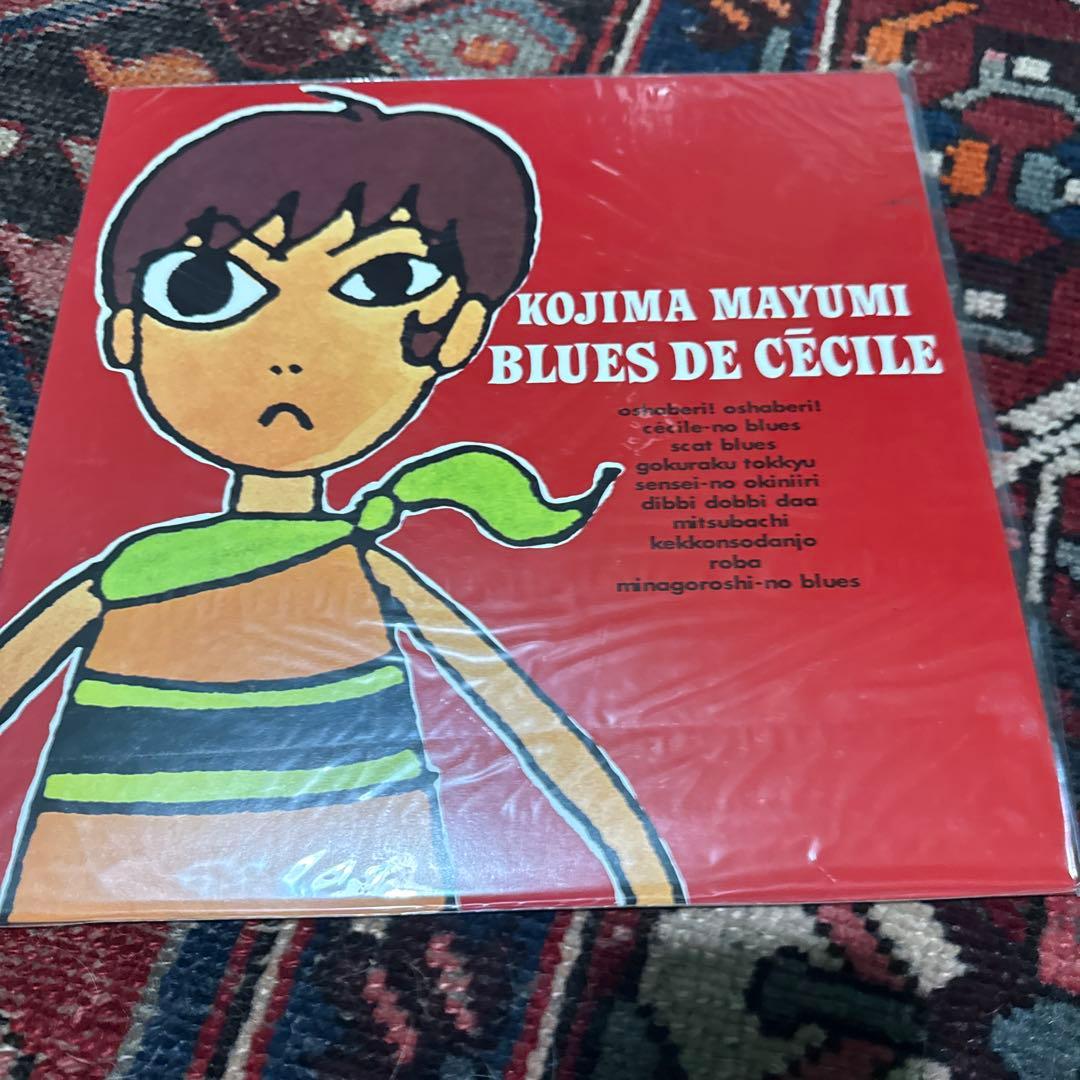 KOJIMA MAYUMI
BLUES DE CĒCILE
oshaberi! oshaberi!
cécile-no blues
scat blues
gokuraku tokkyu
sensei-no okiniiri
dibbi dobbi daa
mitsubachi
kekkonsodanjo
roba
minagoroshi-no blues